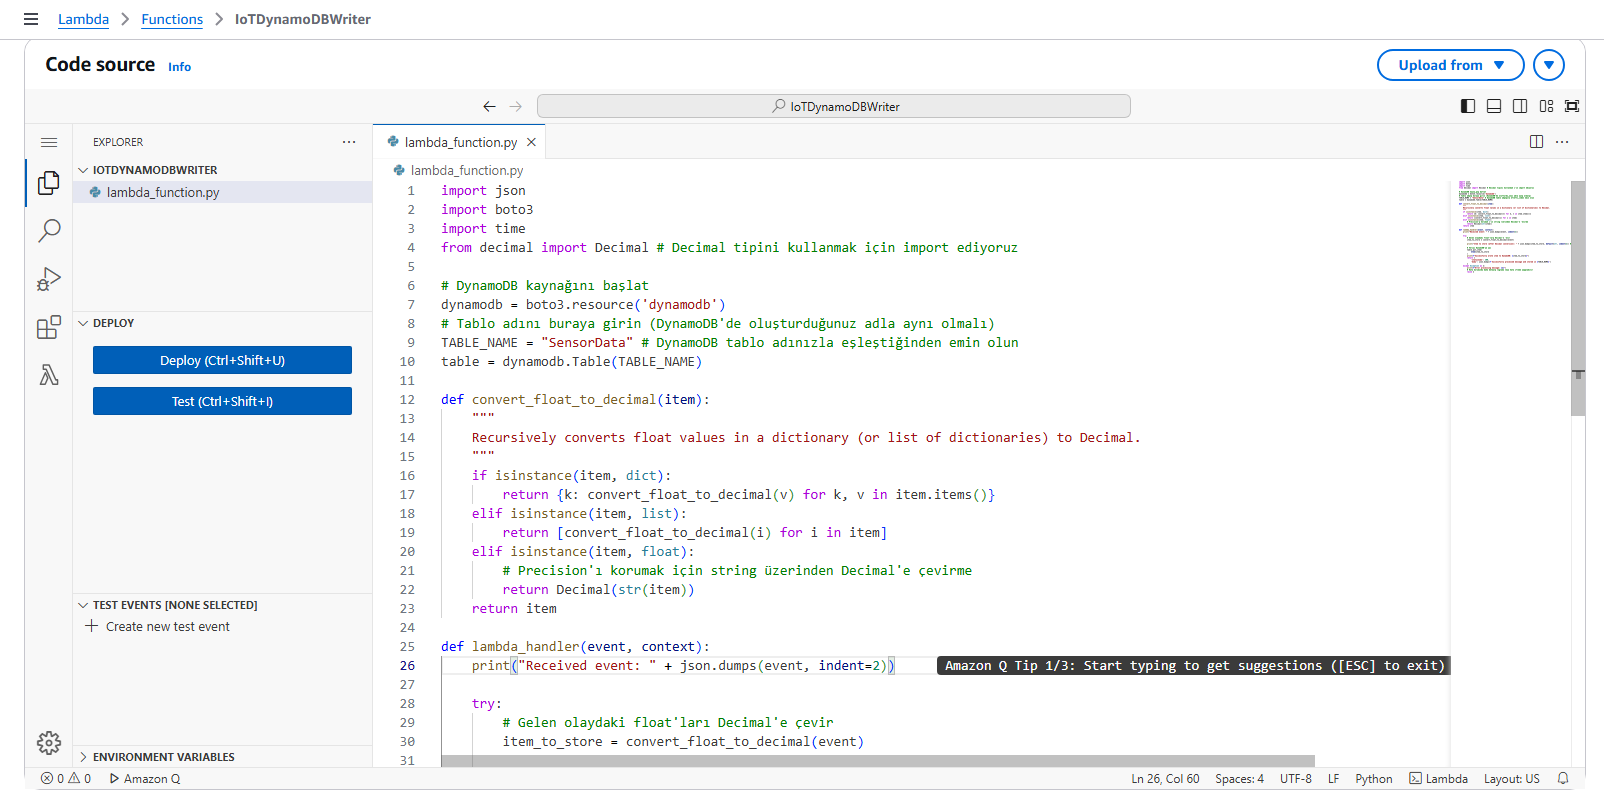 Lambda > Functions > IoTDynamoDBWriter
Code source Info
Upload from
IoTDynamoDBWriter
EXPLORER
IOTDYNAMODBWRITER
lambda_function.py
DEPLOY
Deploy (Ctrl+Shift+U)
Test (Ctrl+Shift+I)
TEST EVENTS [NONE SELECTED]
Create new test event
ENVIRONMENT VARIABLES
lambda_function.py
lambda_function.py
1 import json
2 import boto3
3 import time
4 from decimal import Decimal # Decimal tipini kullanmak için import ediyoruz
5
6 # DynamoDB kaynağını başlat
7 dynamodb = boto3.resource('dynamodb')
8 # Tablo adını buraya girin (DynamoDB'de oluşturduğunuz adla aynı olmalı)
9 TABLE_NAME = "SensorData" # DynamoDB tablo adınızla eşleştiğinden emin olun
10 table = dynamodb.Table(TABLE_NAME)
11
12 def convert_float_to_decimal(item):
13 """
14 Recursively converts float values in a dictionary (or list of dictionaries) to Decimal.
15 """
16 if isinstance(item, dict):
17 return {k: convert_float_to_decimal(v) for k, v in item.items()}
18 elif isinstance(item, list):
19 return [convert_float_to_decimal(i) for i in item]
20 elif isinstance(item, float):
21 # Precision'ı korumak için string üzerinden Decimal'e çevirme
22 return Decimal(str(item))
23 return item
24
25 def lambda_handler(event, context):
26 print("Received event: " + json.dumps(event, indent=2)) Amazon Q Tip 1/3: Start typing to get suggestions ([ESC] to exit)
27
28 try:
29 # Gelen olaydaki float'ları Decimal'e çevir
30 item_to_store = convert_float_to_decimal(event)
31
0 0 Amazon Q
Ln 26, Col 60 Spaces: 4 UTF-8 LF Python Lambda Layout: US